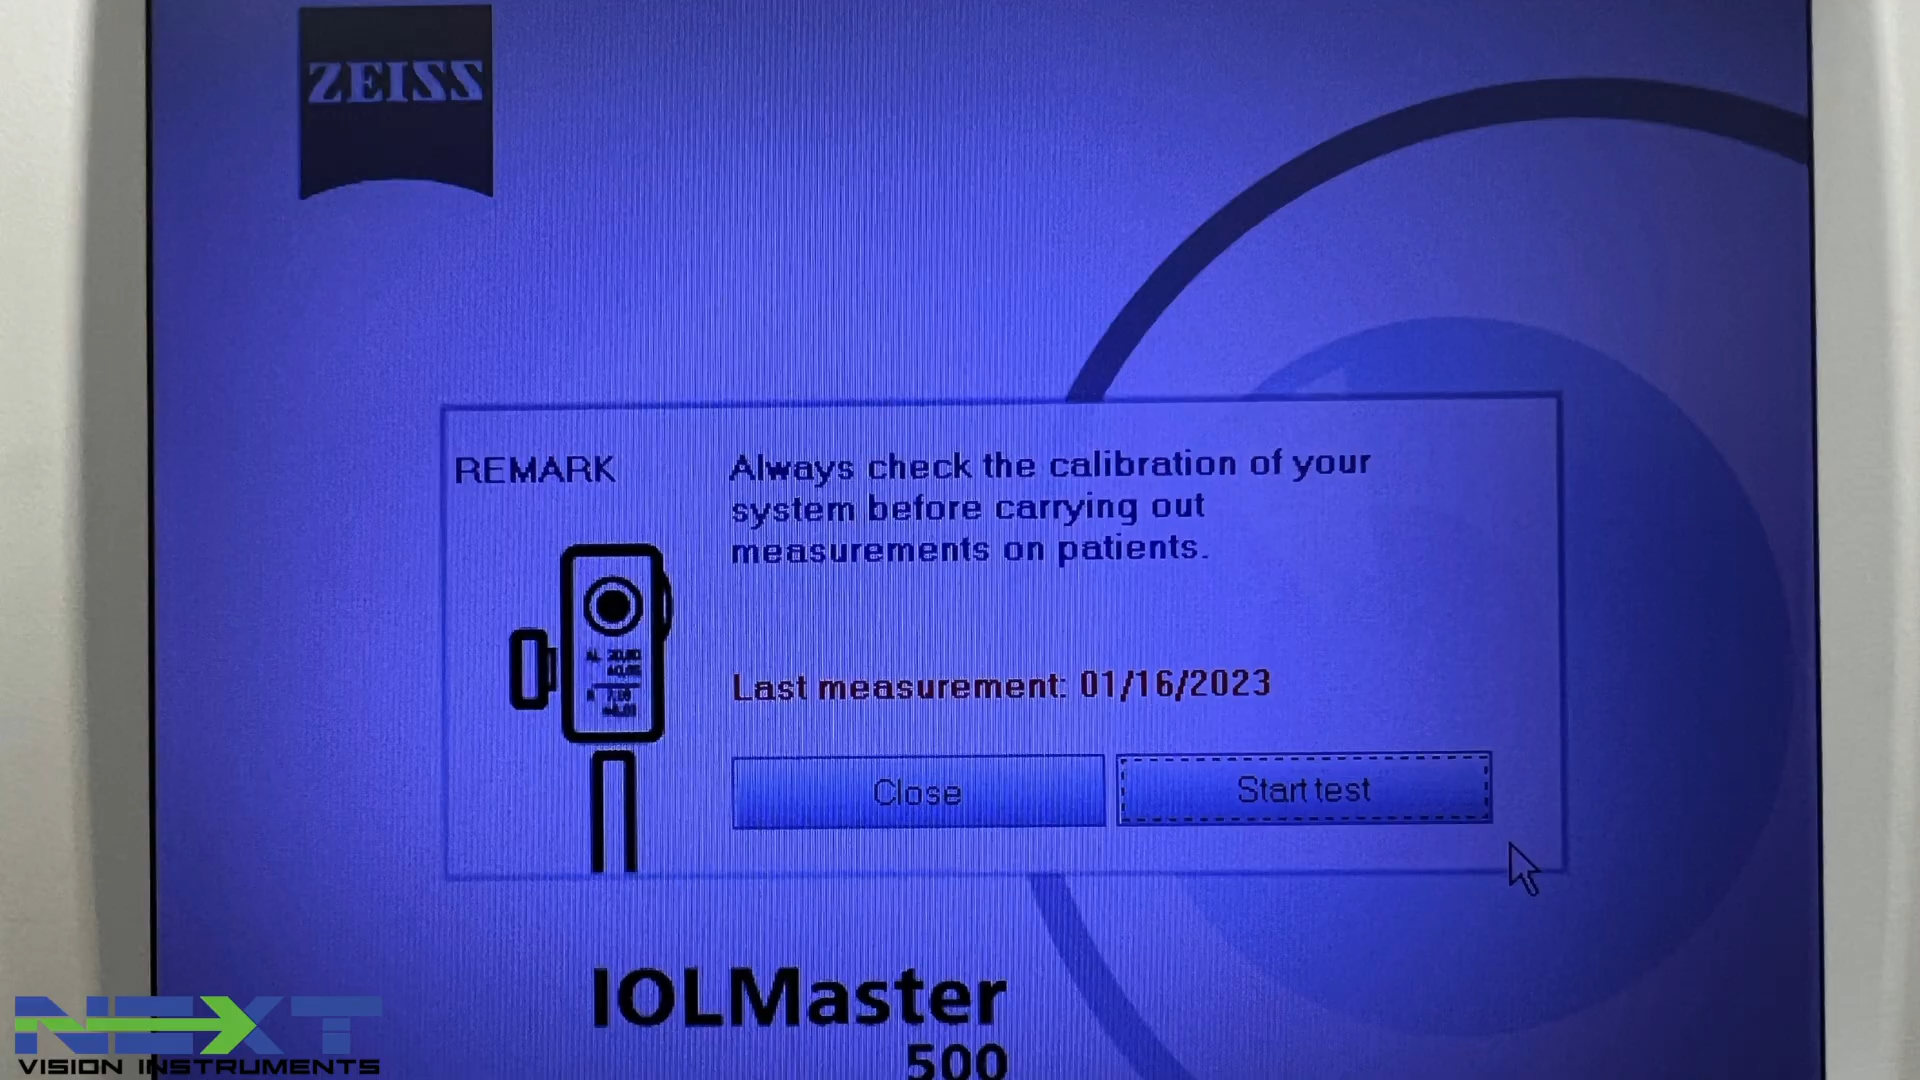 ZEISS
REMARK
Always check the calibration of your
system before carrying out
measurements on patients.
Last measurement: 01/16/2023
Close
Start test
IOLMaster
500
NEXT
VISION INSTRUMENTS